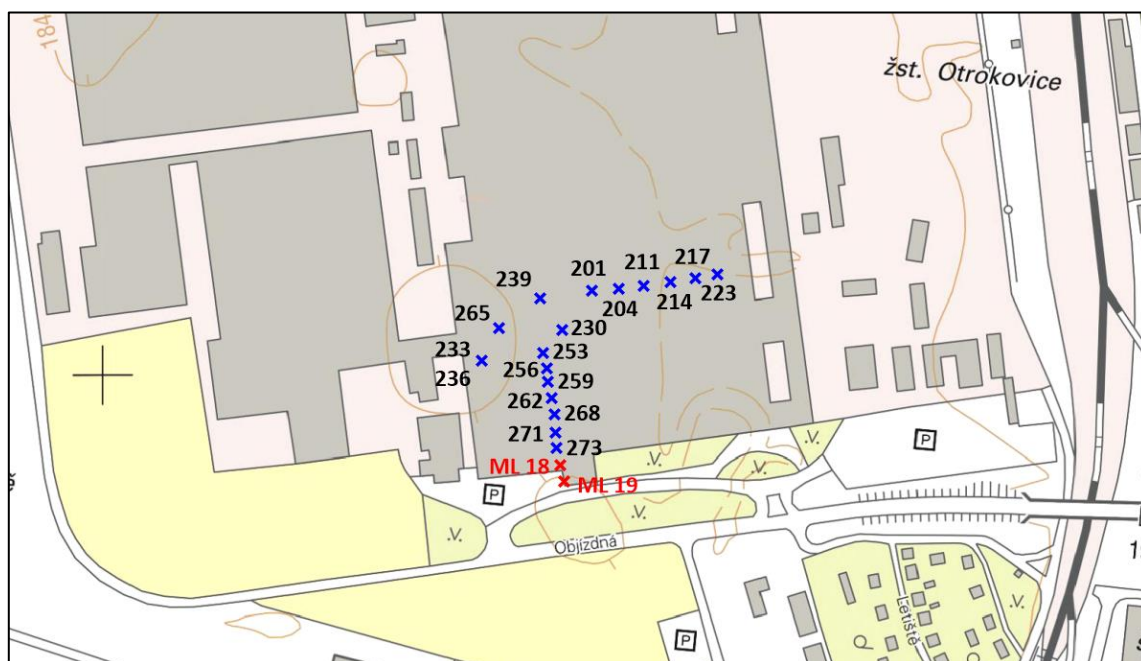 184
žst. Otrokovice
239
201
211
217
204
214
223
265
230
233
253
236
256
259
262
268
271
273
ML 18
ML 19
P
P
.V.
.V.
.V.
.V.
.V.
.V.
Objízdná
Letiště
P